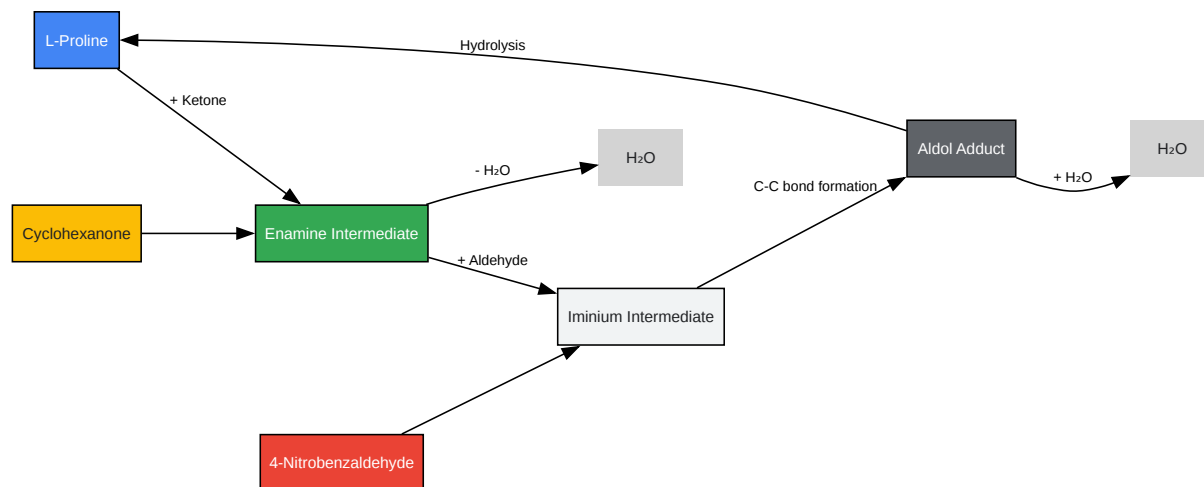 L-Proline
Hydrolysis
+ Ketone
H₂O
Aldol Adduct
H₂O
- H₂O
C-C bond formation
+ H₂O
Cyclohexanone
Enamine Intermediate
+ Aldehyde
Iminium Intermediate
4-Nitrobenzaldehyde